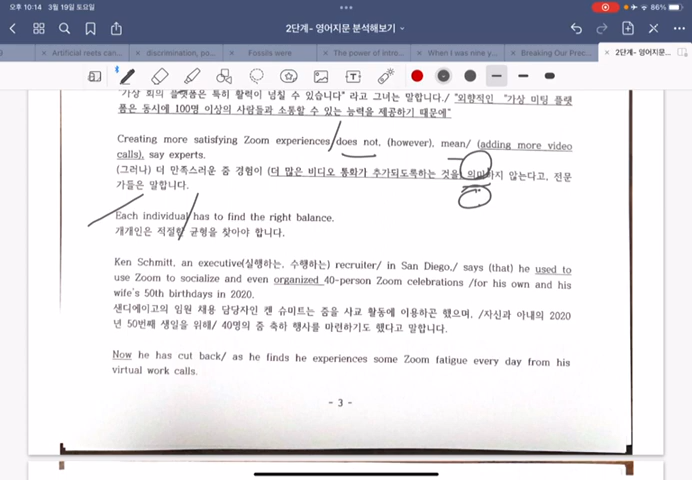 오후 10:14 3월 19일 토요일
86%
2단계- 영어지문 분석해보기
9
Artificial reets can...
discrimination, po...
Fossils were
The power of intro...
When I was nine y...
Breaking Our Prec...
2단계- 영어지문...
"가상 회의 플랫폼은 특히 활력이 넘칠 수 있습니다" 라고 그녀는 말합니다./ "외향적인 "가상 미팅 플랫
폼은 동시에 100명 이상의 사람들과 소통할 수 있는 능력을 제공하기 때문에"
Creating more satisfying Zoom experiences/ does not, (however), mean/ (adding more video
calls), say experts.
(그러나) 더 만족스러운 줌 경험이 (더 많은 비디오 통화가 추가되도록하는 것을 의미하지 않는다고, 전문
가들은 말합니다.
Each individual has to find the right balance.
개개인은 적절한 균형을 찾아야 합니다.
Ken Schmitt, an executive(실행하는, 수행하는) recruiter/ in San Diego,/ says (that) he used to
use Zoom to socialize and even organized 40-person Zoom celebrations /for his own and his
wife's 50th birthdays in 2020.
샌디에이고의 임원 채용 담당자인 켄 슈미트는 줌을 사교 활동에 이용하곤 했으며, /자신과 아내의 2020
년 50번째 생일을 위해/ 40명의 줌 축하 행사를 마련하기도 했다고 말합니다.
Now he has cut back/ as he finds he experiences some Zoom fatigue every day from his
virtual work calls.
- 3 -